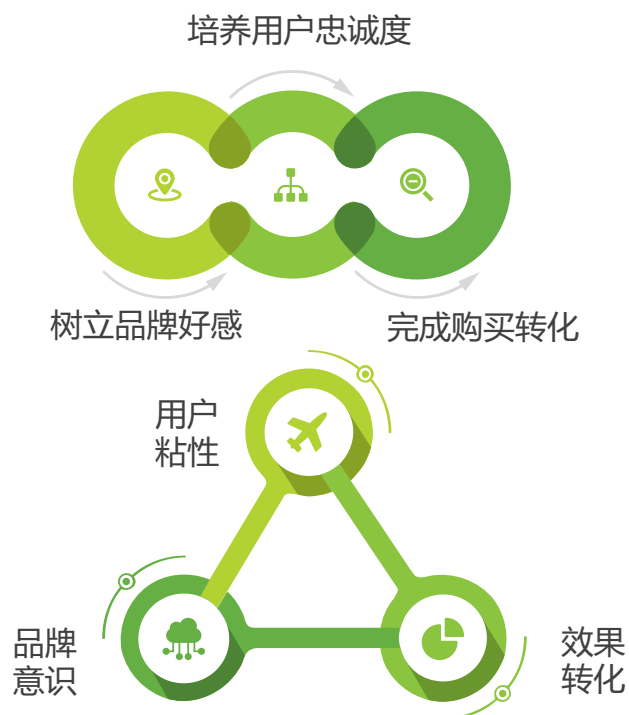 培养用户忠诚度
树立品牌好感
完成购买转化
用户
粘性
品牌
意识
效果
转化